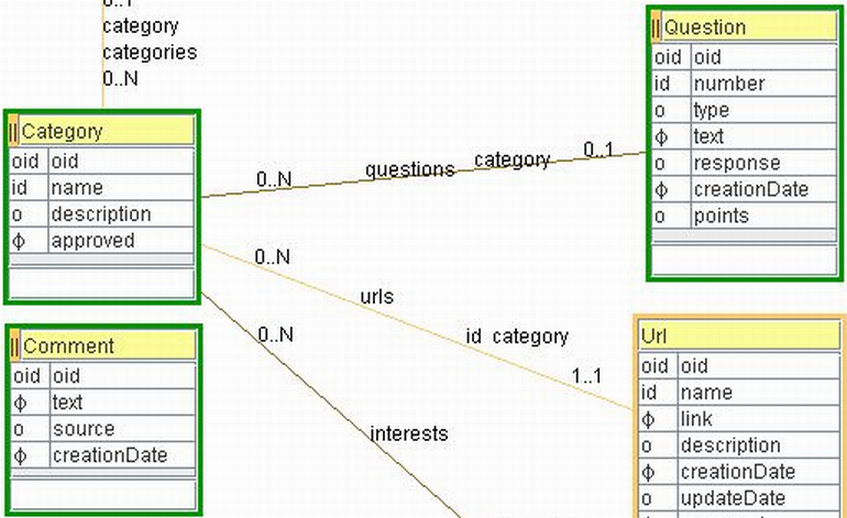 0..1
category
categories
0..N
Category
oid oid
id name
o description
ϕ approved
Comment
oid oid
ϕ text
o source
ϕ creationDate
0..N questions category 0..1
0..N
urls
id category
1..1
0..N
interests
Question
oid oid
id number
o type
ϕ text
o response
ϕ creationDate
o points
Url
oid oid
id name
ϕ link
o description
ϕ creationDate
o updateDate